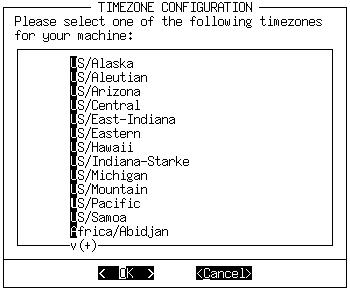 TIMEZONE CONFIGURATION
Please select one of the following timezones
for your machine:
US/Alaska
US/Aleutian
US/Arizona
US/Central
US/East-Indiana
US/Eastern
US/Hawaii
US/Indiana-Starke
US/Michigan
US/Mountain
US/Pacific
US/Samoa
Africa/Abidjan
v(+)
< OK > <Cancel>